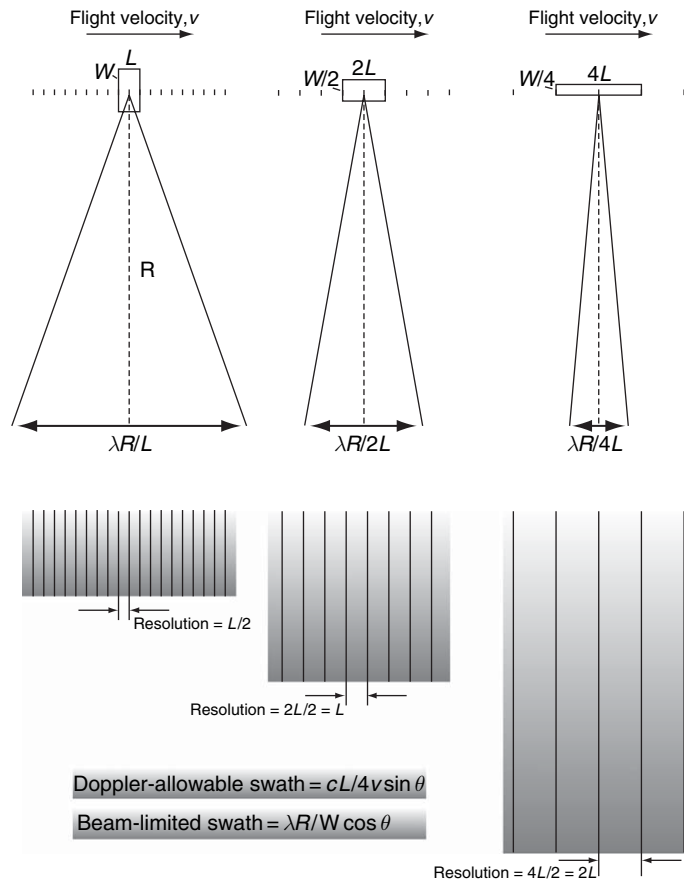 Flight velocity, v
Flight velocity, v
Flight velocity, v
L
W
2L
W/2
4L
W/4
R
λR/L
λR/2L
λR/4L
Resolution = L/2
Resolution = 2L/2 = L
Doppler-allowable swath = cL/4v sin θ
Beam-limited swath = λR/W cos θ
Resolution = 4L/2 = 2L